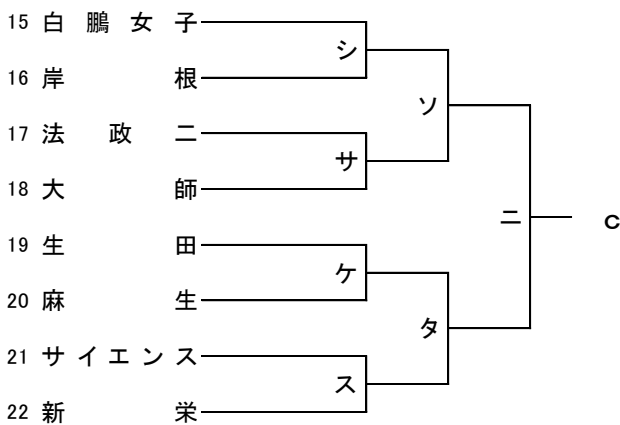 15 白鵬女子
シ
16 岸根
ソ
17 法政二
サ
18 大師
ニ C
19 生田
ケ
20 麻生
タ
21 サイエンス
ス
22 新栄